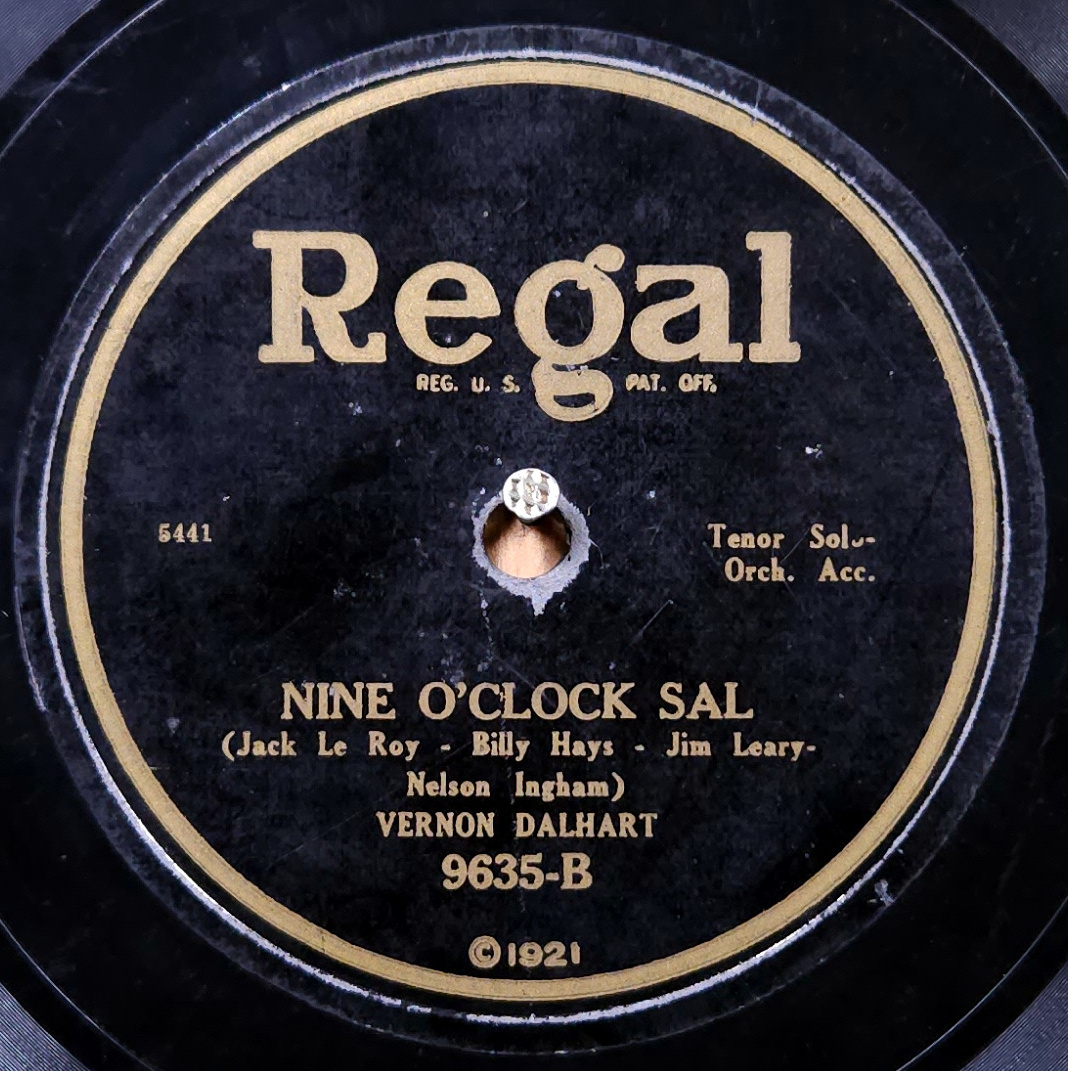 Regal
REG. U. S. PAT. OFF.
5441
Tenor Solo-
Orch. Acc.
NINE O'CLOCK SAL
(Jack Le Roy - Billy Hays - Jim Leary-
Nelson Ingham)
VERNON DALHART
9635-B
©1921